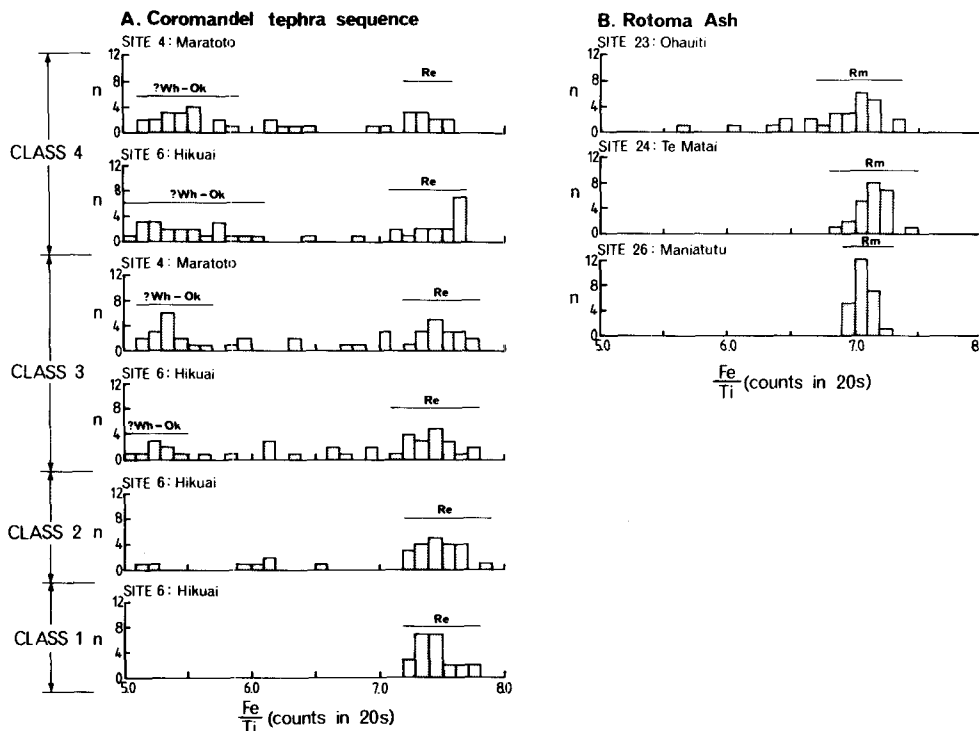 A. Coromandel tephra sequence
SITE 4: Maratoto
12
8
n
4
0
?Wh-Ok
Re
CLASS 4
SITE 6: Hikuai
12
8
n
4
0
?Wh-Ok
Re
SITE 4: Maratoto
12
8
n
4
0
?Wh-Ok
Re
CLASS 3
SITE 6: Hikuai
12
8
n
4
0
?Wh-Ok
Re
SITE 6: Hikuai
12
8
CLASS 2 n
4
0
Re
SITE 6: Hikuai
12
8
CLASS 1 n
4
0
Re
5.0 6.0 7.0 8.0
Fe
Ti (counts in 20s)
B. Rotoma Ash
SITE 23: Ohauiti
12
8
n
4
0
Rm
SITE 24: Te Matai
12
8
n
4
0
Rm
SITE 26: Maniatutu
12
8
n
4
0
Rm
5.0 6.0 7.0 8.
Fe
Ti (counts in 20s)